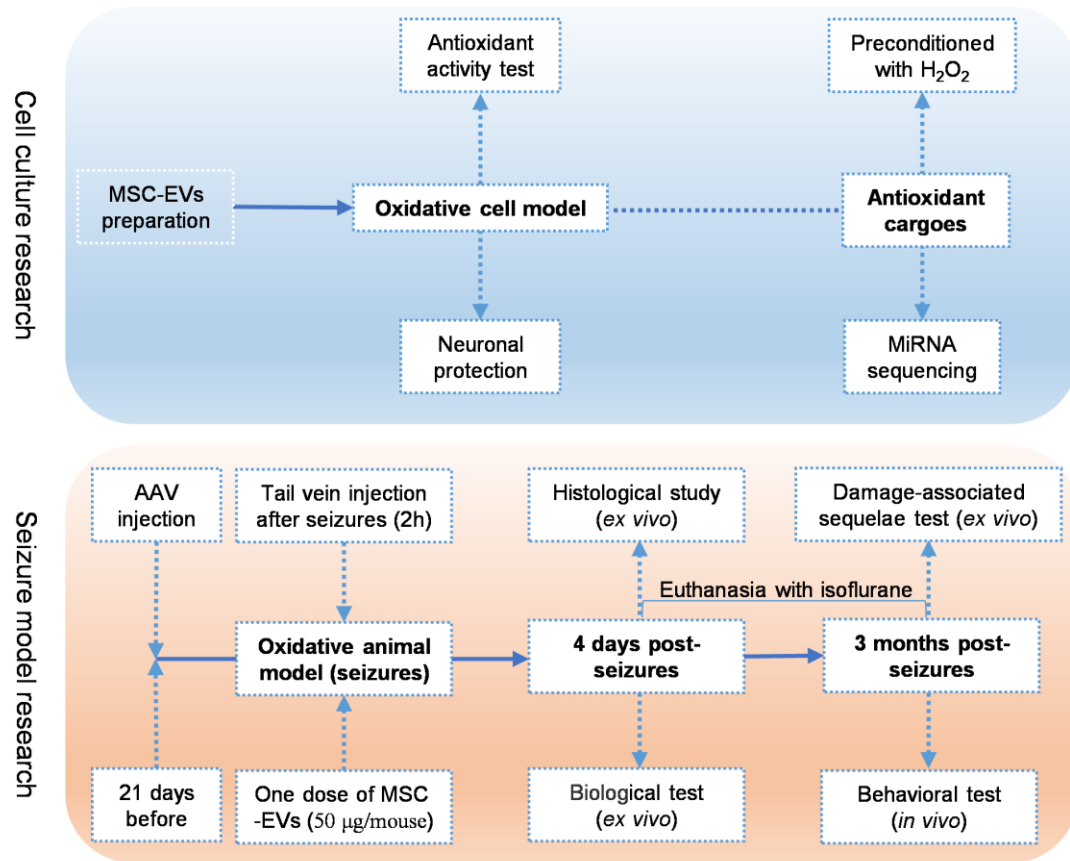 Cell culture research
Antioxidant
activity test
Preconditioned
with H₂O₂
MSC-EVs
preparation
Oxidative cell model
Antioxidant
cargoes
Neuronal
protection
MiRNA
sequencing
Seizure model research
AAV
injection
Tail vein injection
after seizures (2h)
Histological study
(ex vivo)
Damage-associated
sequelae test (ex vivo)
Euthanasia with isoflurane
Oxidative animal
model (seizures)
4 days post-
seizures
3 months post-
seizures
21 days
before
One dose of MSC
-EVs (50 μg/mouse)
Biological test
(ex vivo)
Behavioral test
(in vivo)